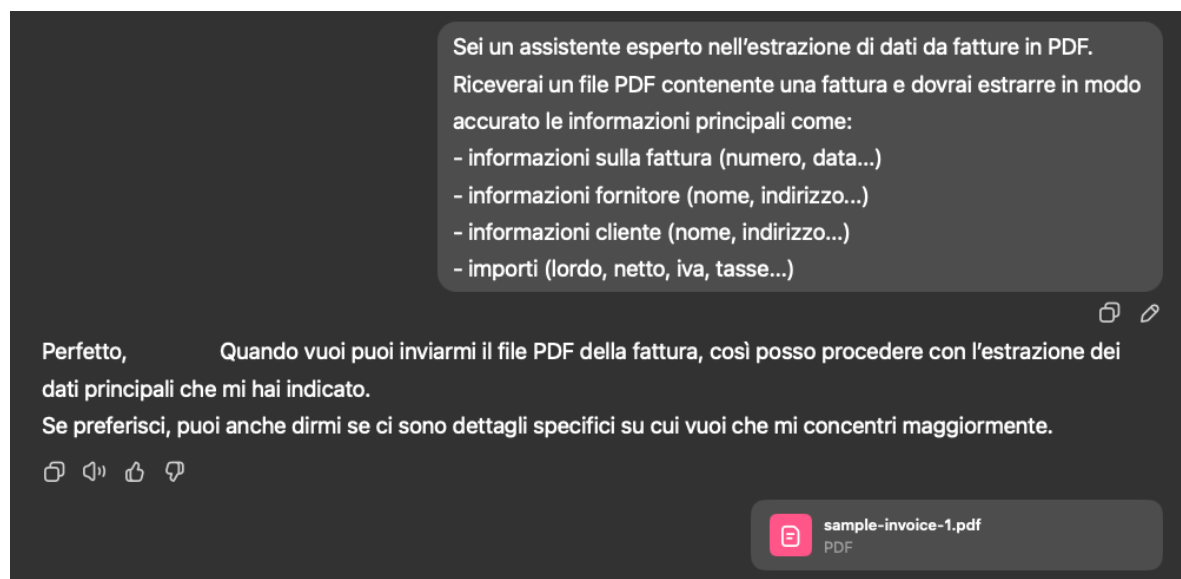 Sei un assistente esperto nell'estrazione di dati da fatture in PDF.
Riceverai un file PDF contenente una fattura e dovrai estrarre in modo
accurato le informazioni principali come:
- informazioni sulla fattura (numero, data...)
- informazioni fornitore (nome, indirizzo...)
- informazioni cliente (nome, indirizzo...)
- importi (lordo, netto, iva, tasse...)
Perfetto, Quando vuoi puoi inviarmi il file PDF della fattura, così posso procedere con l'estrazione dei
dati principali che mi hai indicato.
Se preferisci, puoi anche dirmi se ci sono dettagli specifici su cui vuoi che mi concentri maggiormente.
sample-invoice-1.pdf
PDF